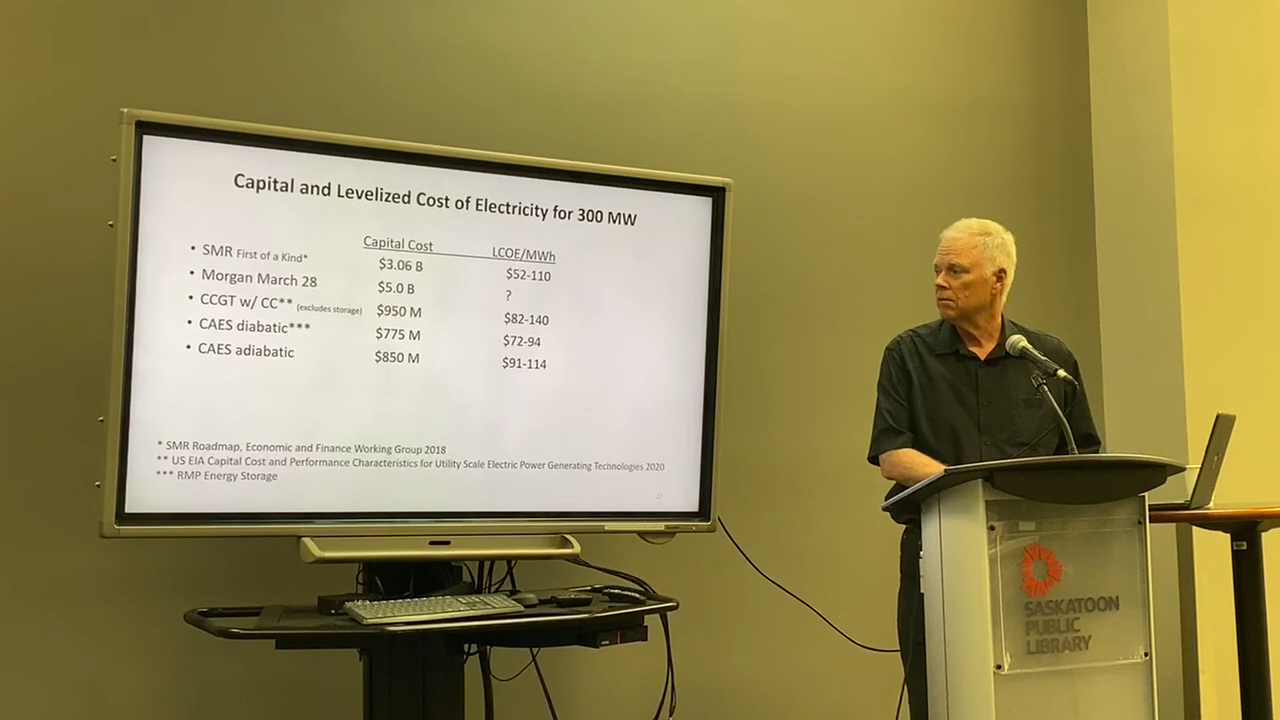 Capital and Levelized Cost of Electricity for 300 MW
Capital Cost LCOE/MWh
• SMR First of a Kind* $3.06 B $52-110
• Morgan March 28 $5.0 B ?
• CCGT w/ CC** (excludes storage) $950 M $82-140
• CAES diabatic*** $775 M $72-94
• CAES adiabatic $850 M $91-114
* SMR Roadmap, Economic and Finance Working Group 2018
** US EIA Capital Cost and Performance Characteristics for Utility Scale Electric Power Generating Technologies 2020
*** RMP Energy Storage
SASKATOON
PUBLIC
LIBRARY